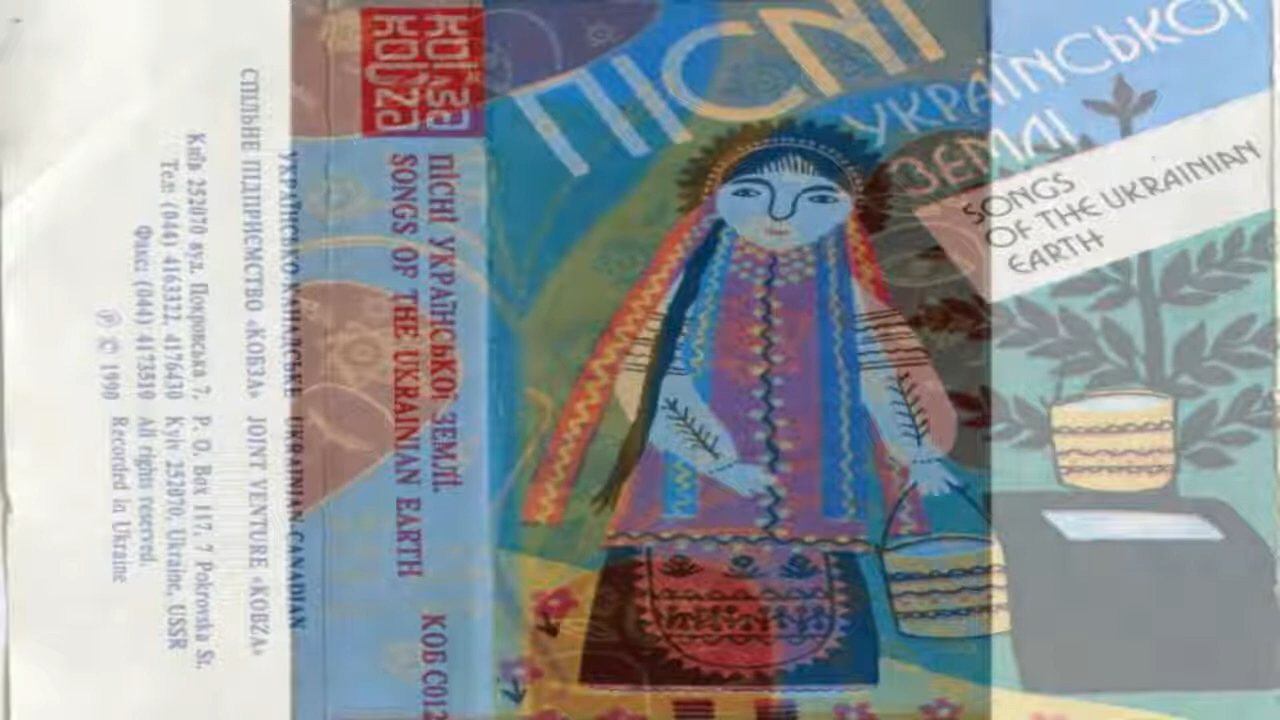 ПІСНІ
УКРАЇНСЬКОЇ
ЗЕМЛІ
SONGS
OF THE UKRAINIAN
EARTH
ПІСНІ УКРАЇНСЬКОЇ ЗЕМЛІ.
SONGS OF THE UKRAINIAN EARTH
КОБ С012
УКРАЇНСЬКО-КАНАДСЬКЕ
СПІЛЬНЕ ПІДПРИЄМСТВО «КОБЗА»
Київ 252070 вул. Покровська 7,
Тел: (044) 4163322, 4176430
Факс: (044) 4173519
Ⓟ © 1990
UKRAINIAN-CANADIAN
JOINT VENTURE «KOBZA»
P. O. Box 117, 7 Pokrovska St.
Kyiv 252070, Ukraine, USSR
All rights reserved.
Recorded in Ukraine